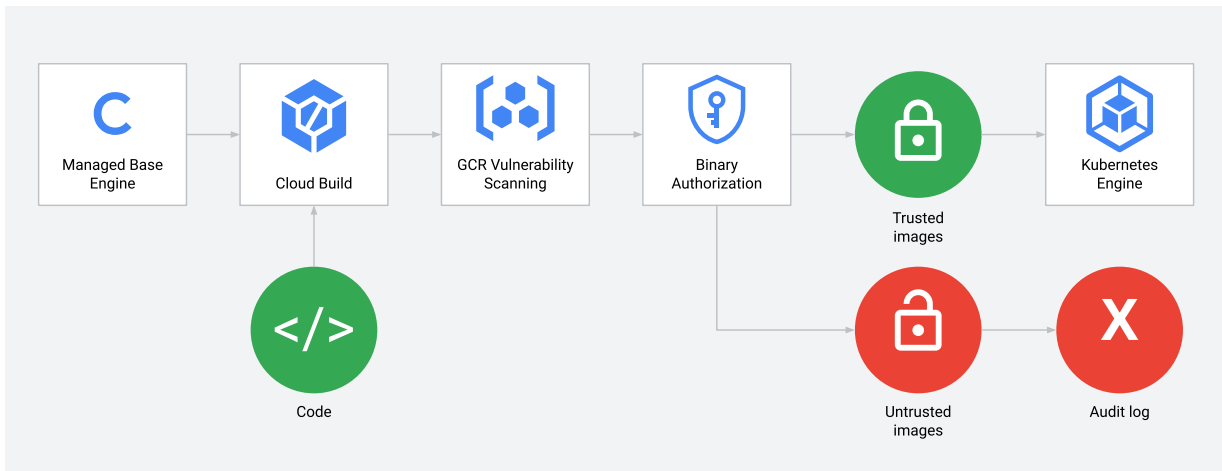 Managed Base
Engine
Cloud Build
GCR Vulnerability
Scanning
Binary
Authorization
Trusted
images
Kubernetes
Engine
</>
Code
Untrusted
images
X
Audit log